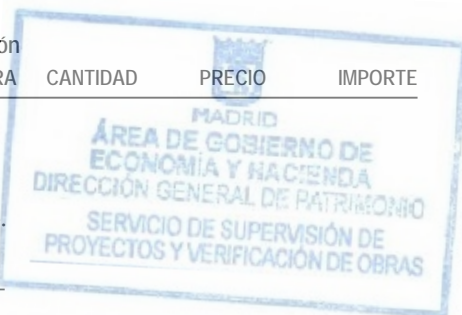 ón
RA CANTIDAD PRECIO IMPORTE
MADRID
ÁREA DE GOBIERNO DE
ECONOMÍA Y HACIENDA
DIRECCIÓN GENERAL DE PATRIMONIO
SERVICIO DE SUPERVISIÓN DE
PROYECTOS Y VERIFICACIÓN DE OBRAS